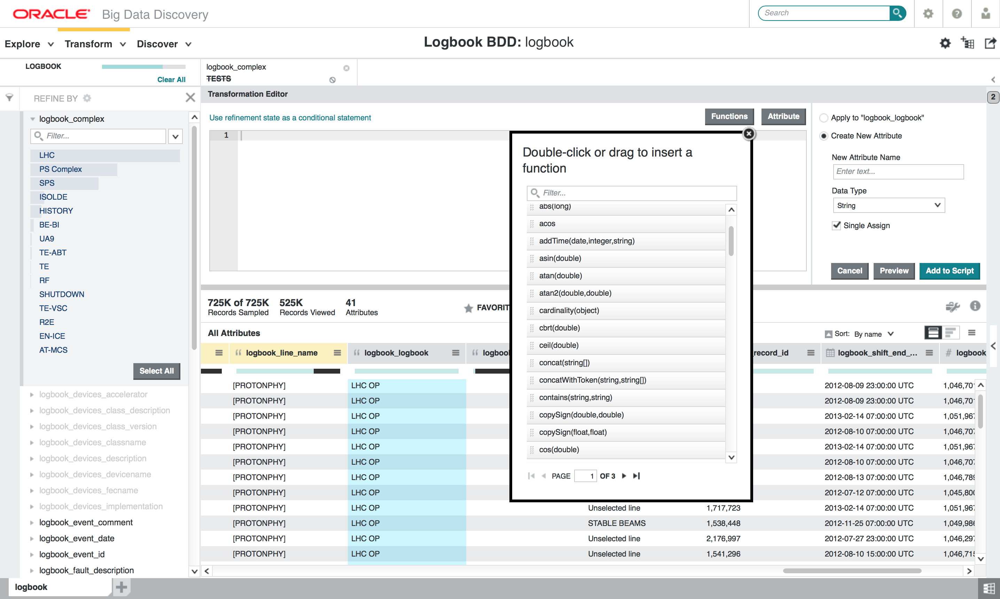 ORACLE Big Data Discovery
Search
Explore Transform Discover
Logbook BDD: logbook
LOGBOOK
Clear All
logbook_complex
TESTS
REFINE BY
logbook_complex
Filter...
LHC
PS Complex
SPS
ISOLDE
HISTORY
BE-BI
UA9
TE-ABT
TE
RF
SHUTDOWN
TE-VSC
R2E
EN-ICE
AT-MCS
Select All
logbook_devices_accelerator
logbook_devices_class_description
logbook_devices_class_version
logbook_devices_classname
logbook_devices_description
logbook_devices_devicename
logbook_devices_fecname
logbook_devices_implementation
logbook_event_comment
logbook_event_date
logbook_event_id
logbook_fault_description
Transformation Editor
2
Use refinement state as a conditional statement
Functions Attribute
1
Double-click or drag to insert a
function
Filter...
abs(long)
acos
addTime(date,integer,string)
asin(double)
atan(double)
atan2(double,double)
cardinality(object)
cbrt(double)
ceil(double)
concat(string[])
concatWithToken(string,string[])
contains(string,string)
copySign(double,double)
copySign(float,float)
cos(double)
PAGE 1 OF 3
Apply to "logbook_logbook"
Create New Attribute
New Attribute Name
Enter text...
Data Type
String
Single Assign
Cancel Preview Add to Script
725K of 725K 525K 41
Records Sampled Records Viewed Attributes
FAVORIT
All Attributes
Sort: By name
logbook_line_name logbook_logbook logboo _record_id logbook_shift_end_... # logbook
[PROTONPHY] LHC OP 2012-08-09 23:00:00 UTC 1,046,70
[PROTONPHY] LHC OP 2012-08-09 23:00:00 UTC 1,046,70
[PROTONPHY] LHC OP 2013-02-14 07:00:00 UTC 1,051,96
[PROTONPHY] LHC OP 2012-08-10 07:00:00 UTC 1,046,70
[PROTONPHY] LHC OP 2013-02-14 07:00:00 UTC 1,051,96
[PROTONPHY] LHC OP 2012-08-10 07:00:00 UTC 1,046,70
[PROTONPHY] LHC OP 2012-08-13 07:00:00 UTC 1,046,78
[PROTONPHY] LHC OP 2012-07-12 07:00:00 UTC 1,045,80
[PROTONPHY] LHC OP Unselected line 1,717,723 2013-02-14 07:00:00 UTC 1,051,96
[PROTONPHY] LHC OP STABLE BEAMS 1,538,448 2012-11-25 07:00:00 UTC 1,049,98
[PROTONPHY] LHC OP Unselected line 2,176,997 2012-07-27 23:00:00 UTC 1,046,29
[PROTONPHY] LHC OP Unselected line 1,541,296 2012-08-10 15:00:00 UTC 1,046,71
logbook